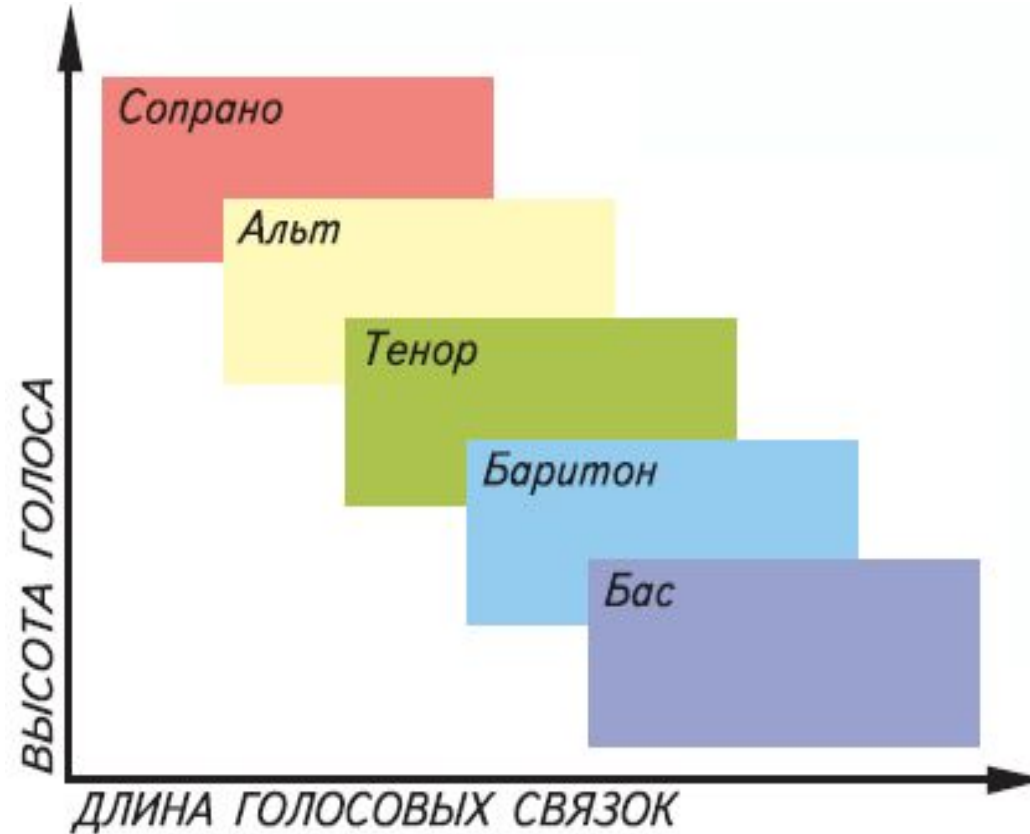 Сопрано
Альт
Тенор
Баритон
Бас
ВЫСОТА ГОЛОСА
ДЛИНА ГОЛОСОВЫХ СВЯЗОК